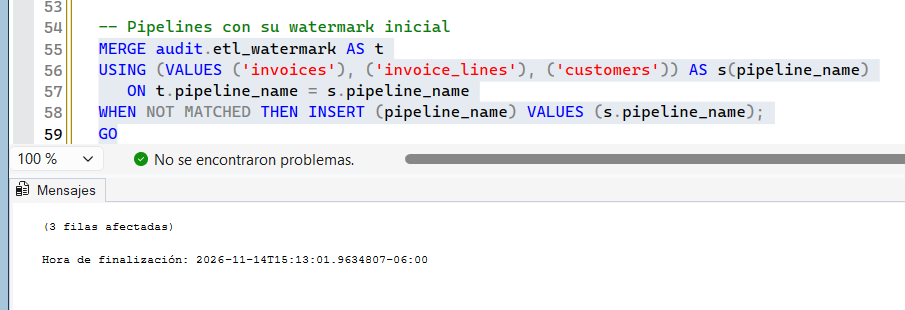 53
54 -- Pipelines con su watermark inicial
55 MERGE audit.etl_watermark AS t
56 USING (VALUES ('invoices'), ('invoice_lines'), ('customers')) AS s(pipeline_name)
57    ON t.pipeline_name = s.pipeline_name
58 WHEN NOT MATCHED THEN INSERT (pipeline_name) VALUES (s.pipeline_name);
59 GO
100 % No se encontraron problemas.
Mensajes
(3 filas afectadas)
Hora de finalización: 2026-11-14T15:13:01.9634807-06:00